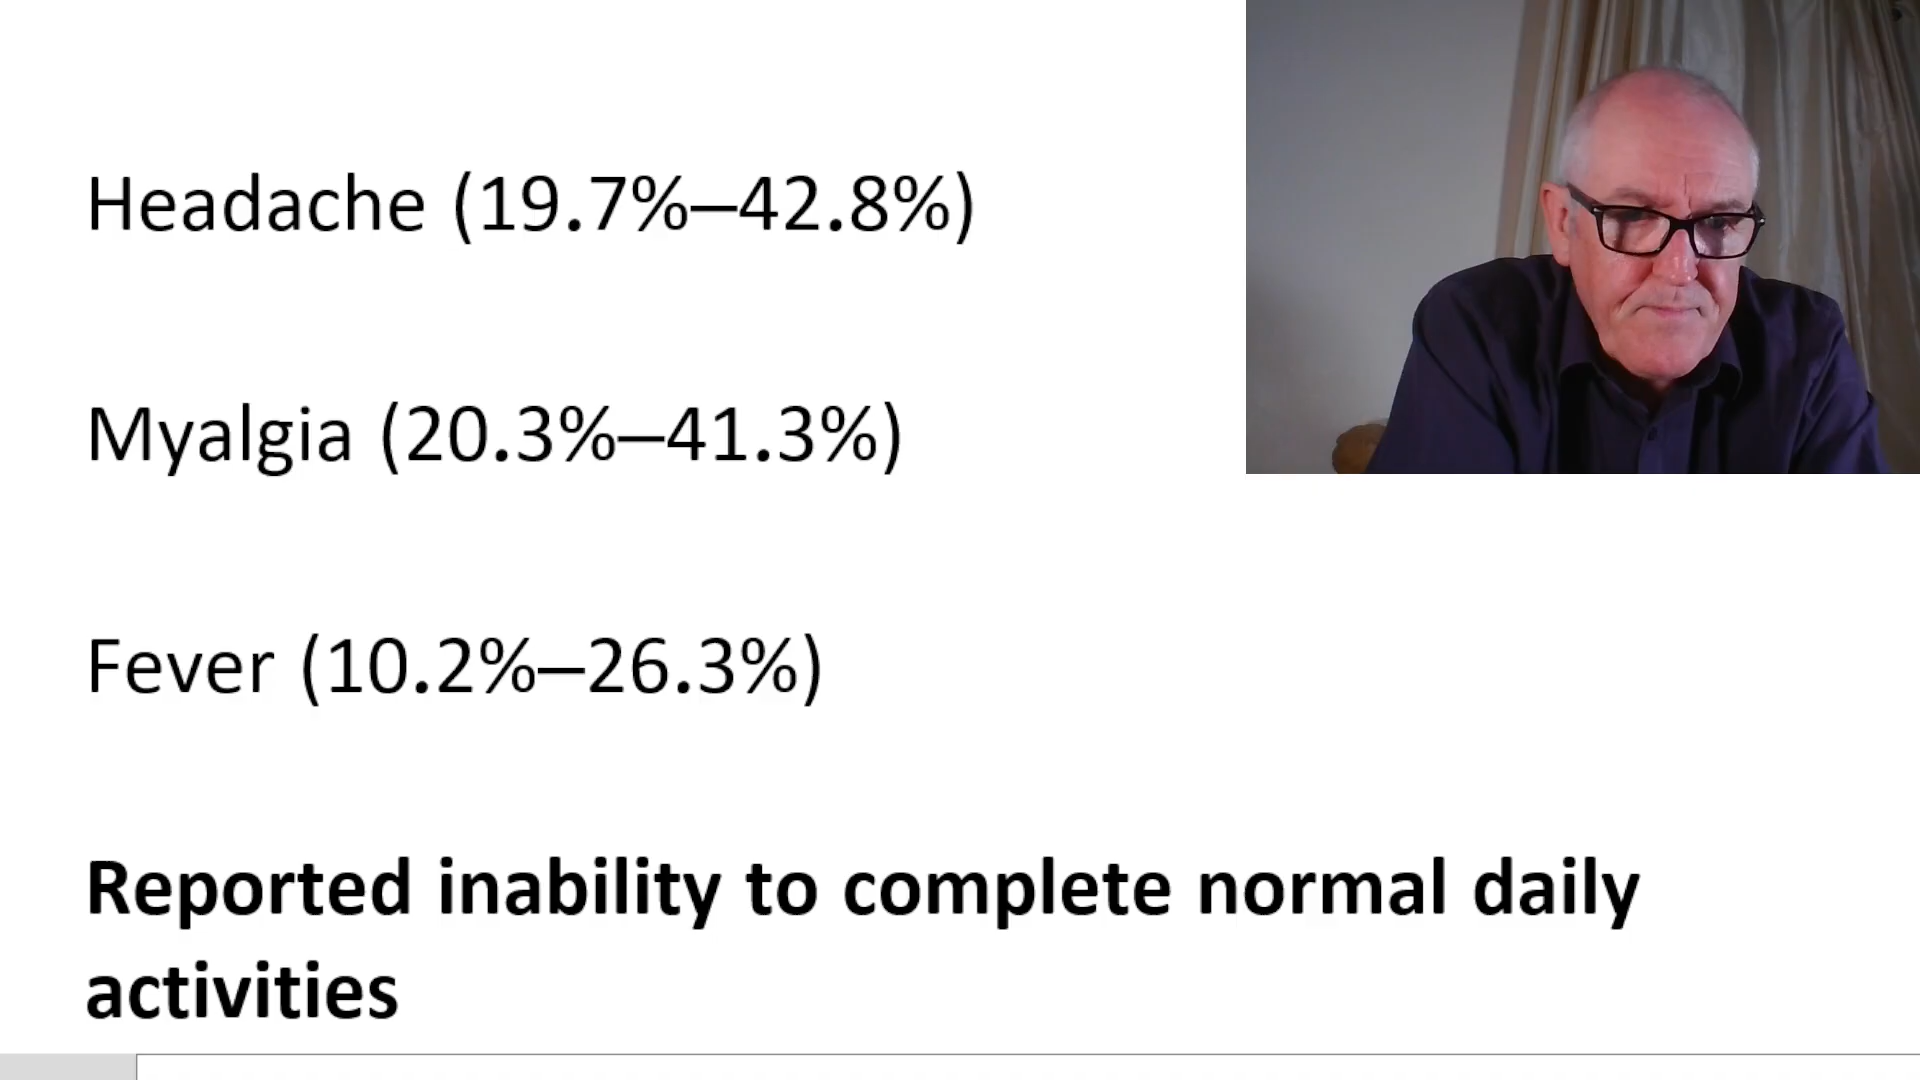 Headache (19.7%–42.8%)
Myalgia (20.3%–41.3%)
Fever (10.2%–26.3%)
Reported inability to complete normal daily
activities